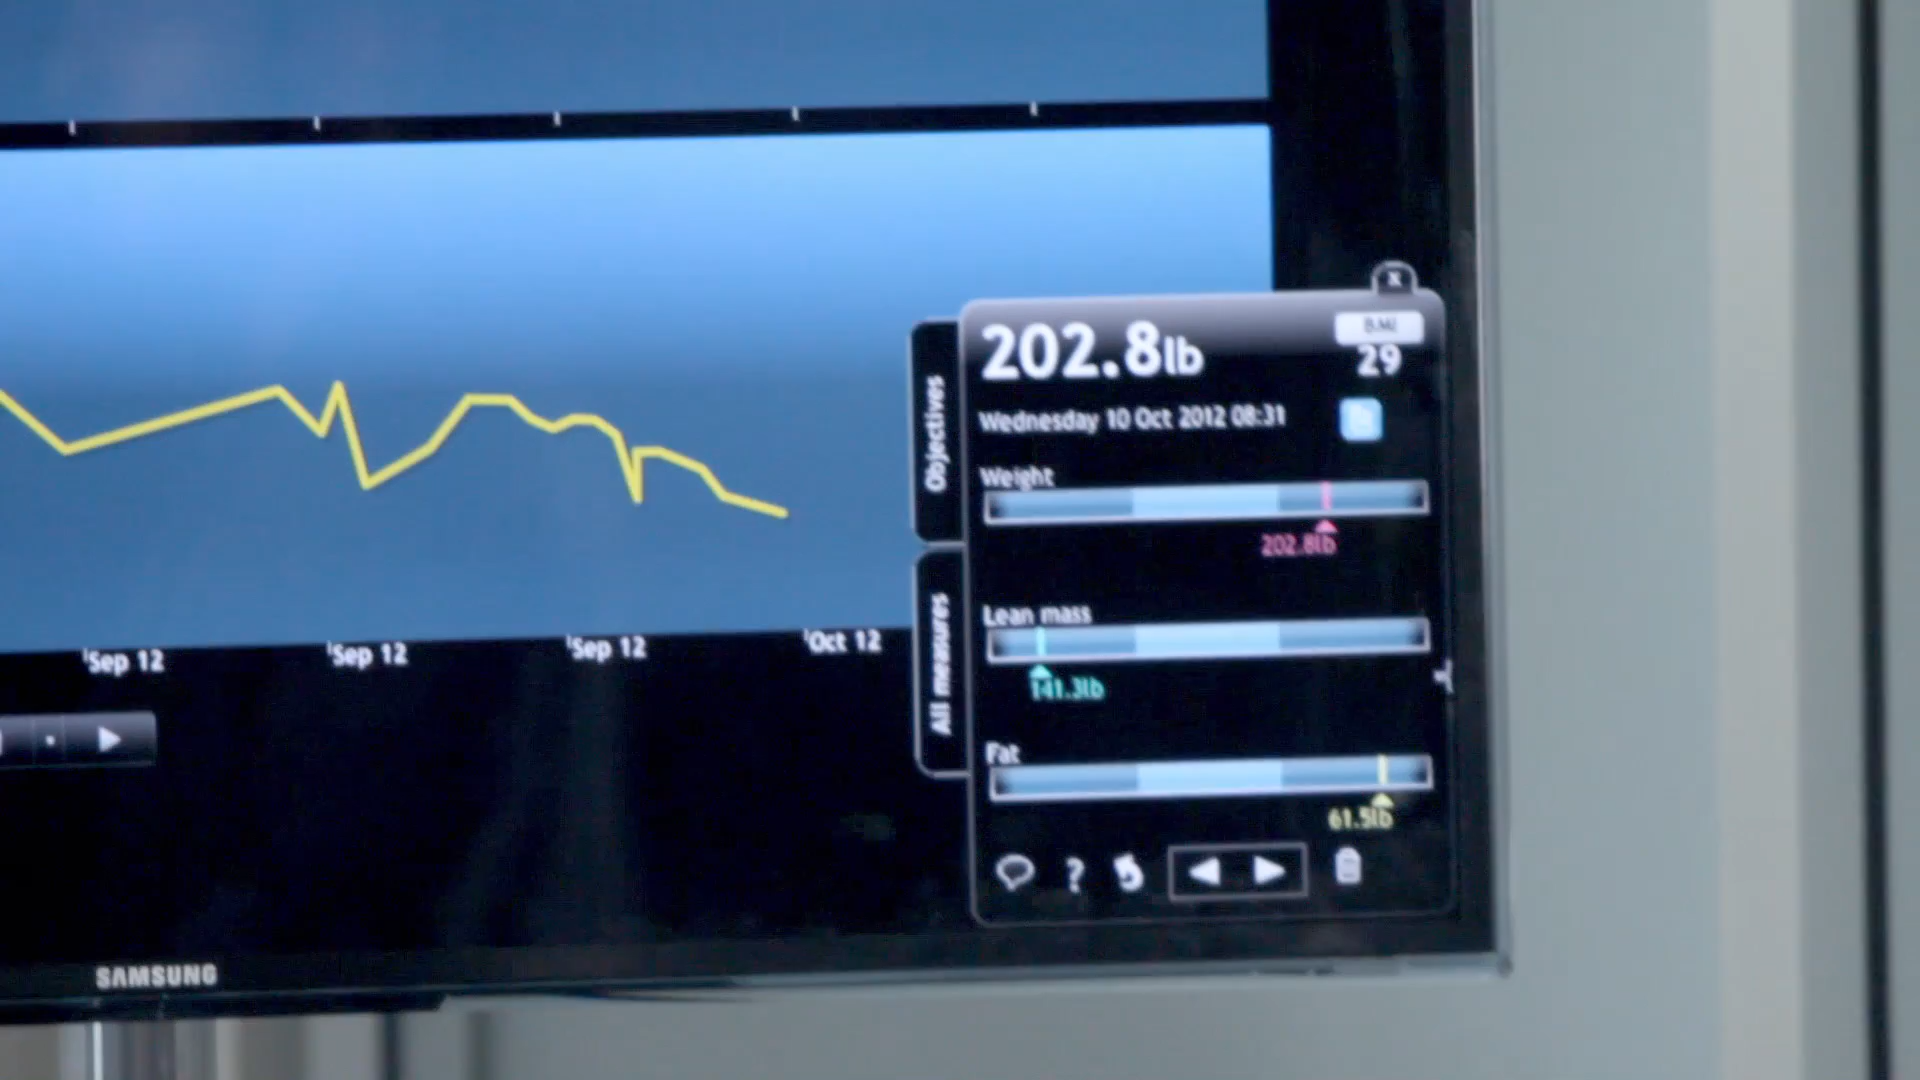 x
202.8lb
BMI
29
Wednesday 10 Oct 2012 08:31
Objectives
Weight
202.8lb
Lean mass
141.3lb
All measures
Fat
61.5lb
?
Sep 12
Sep 12
Sep 12
Oct 12
SAMSUNG